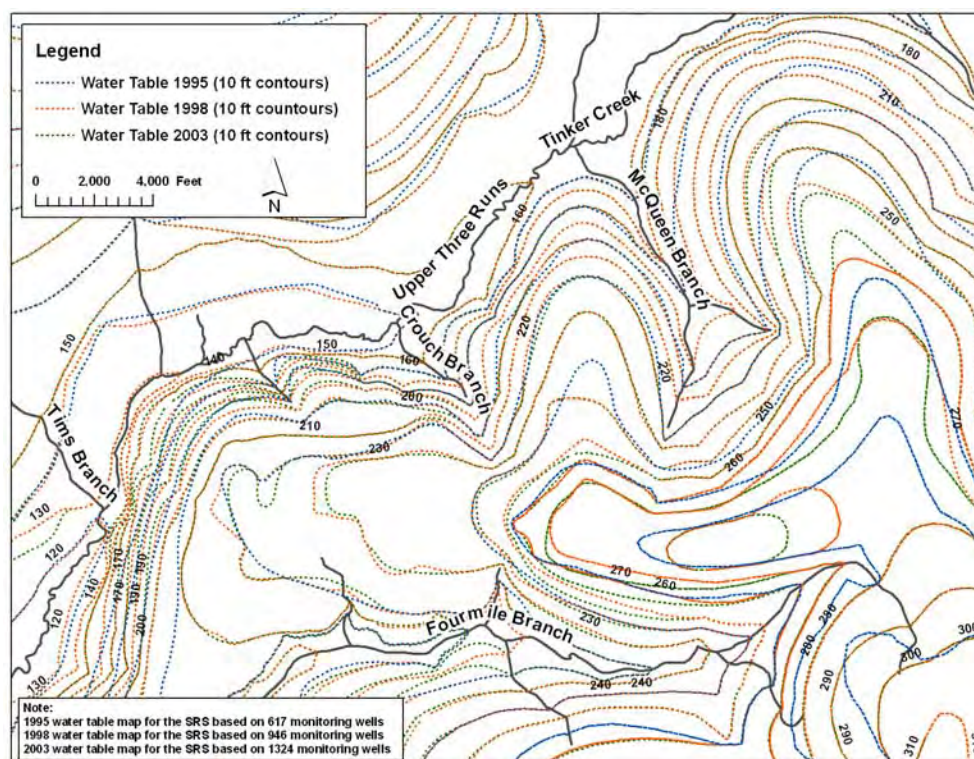 Legend
Water Table 1995 (10 ft contours)
Water Table 1998 (10 ft countours)
Water Table 2003 (10 ft contours)
0 2,000 4,000 Feet
N
180
210
Tinker Creek
180
McQueen Branch
160
250
Upper Three Runs
220
150
150
140
160
Crouch Branch
200
230
210
250
270
230
260
Tims Branch
130
120
170
190
270
260
140
170
190
200
120
230
Fourmile Branch
280
280
290
300
300
240
240
290
130
290
310
Note:
1995 water table map for the SRS based on 617 monitoring wells
1998 water table map for the SRS based on 946 monitoring wells
2003 water table map for the SRS based on 1324 monitoring wells